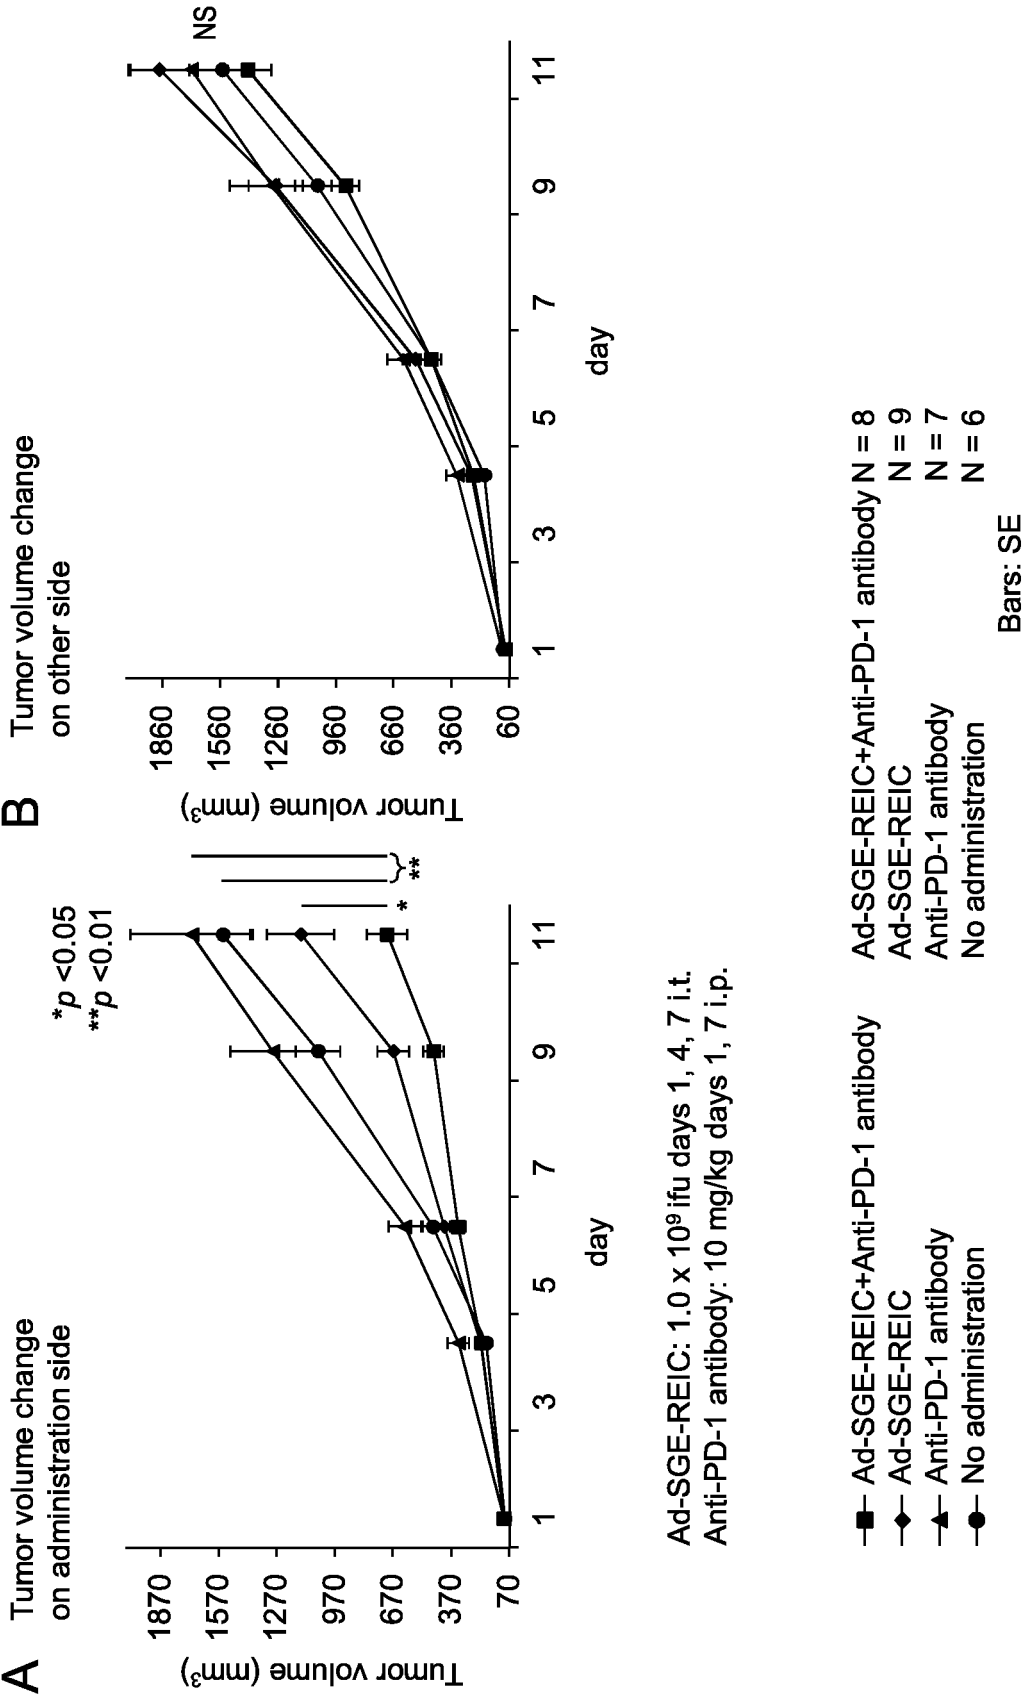 A
Tumor volume change
on administration side
*p <0.05
**p <0.01
Tumor volume (mm³)
1870
1570
1270
970
670
370
70
1 3 5 7 9 11
day
*
**
Ad-SGE-REIC: 1.0 x 10⁹ ifu days 1, 4, 7 i.t.
Anti-PD-1 antibody: 10 mg/kg days 1, 7 i.p.
B
Tumor volume change
on other side
NS
Tumor volume (mm³)
1860
1560
1260
960
660
360
60
1 3 5 7 9 11
day
Ad-SGE-REIC+Anti-PD-1 antibody
Ad-SGE-REIC
Anti-PD-1 antibody
No administration
Ad-SGE-REIC+Anti-PD-1 antibody N = 8
Ad-SGE-REIC N = 9
Anti-PD-1 antibody N = 7
No administration N = 6
Bars: SE